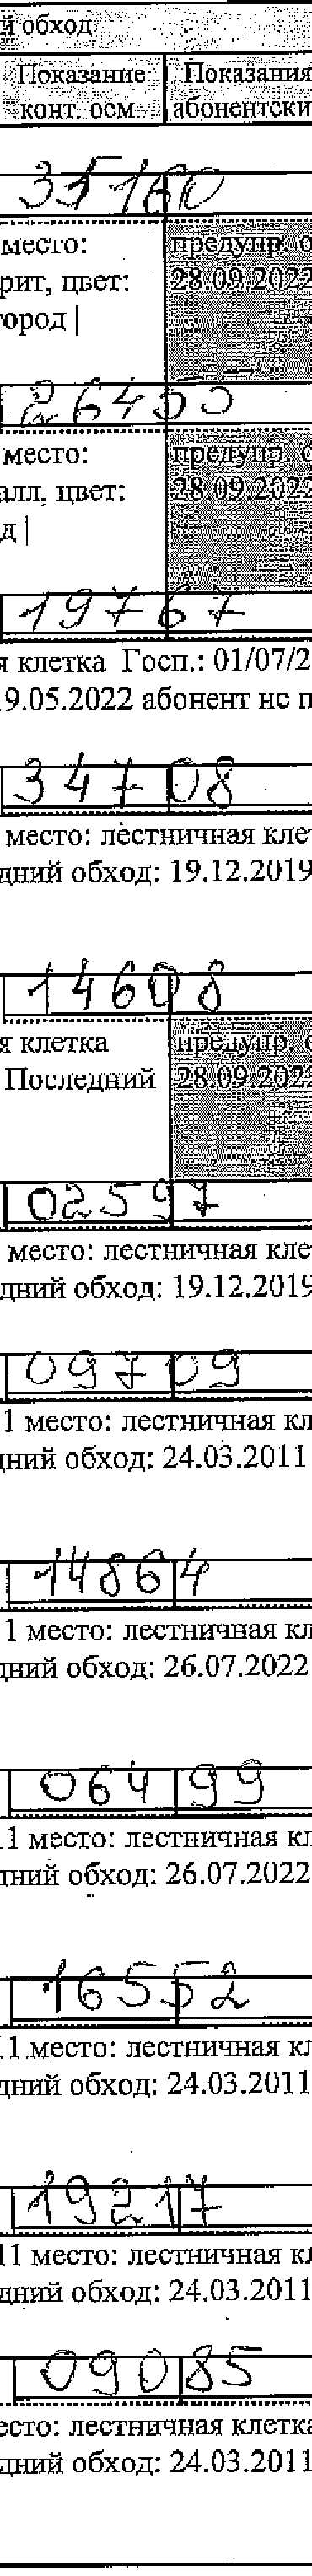 й обход
Показание Показания
конт. осм. абонентски
35160
место: предупр. о
рит, цвет: 28.09.2022
город |
26455
место: предупр. о
алл, цвет: 28.09.2022
д |
19767
я клетка Госп.: 01/07/2
9.05.2022 абонент не п
34708
место: лестничная кле
дний обход: 19.12.2019
14608
я клетка предупр. о
Последний 28.09.2022
02597
место: лестничная кле
дний обход: 19.12.2019
09709
1 место: лестничная кл
дний обход: 24.03.2011
14864
1 место: лестничная кл
дний обход: 26.07.2022
06499
.1 место: лестничная кл
дний обход: 26.07.2022
16552
.1 место: лестничная кл
дний обход: 24.03.2011
19217
11 место: лестничная кл
дний обход: 24.03.2011
09085
есто: лестничная клетка
дний обход: 24.03.2011